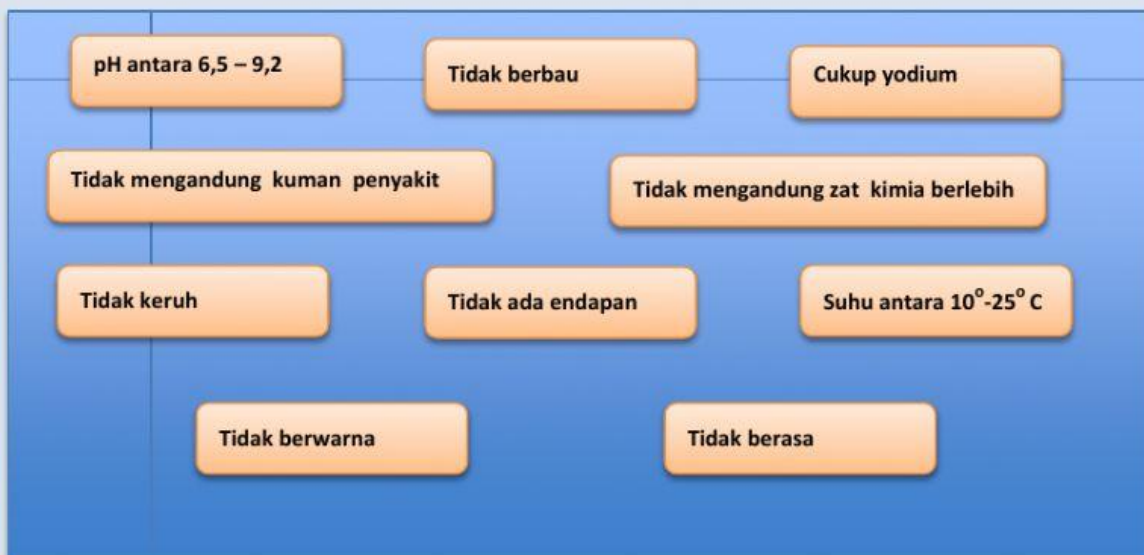 pH antara 6,5 – 9,2
Tidak berbau
Cukup yodium
Tidak mengandung kuman penyakit
Tidak mengandung zat kimia berlebih
Tidak keruh
Tidak ada endapan
Suhu antara 10°-25° C
Tidak berwarna
Tidak berasa